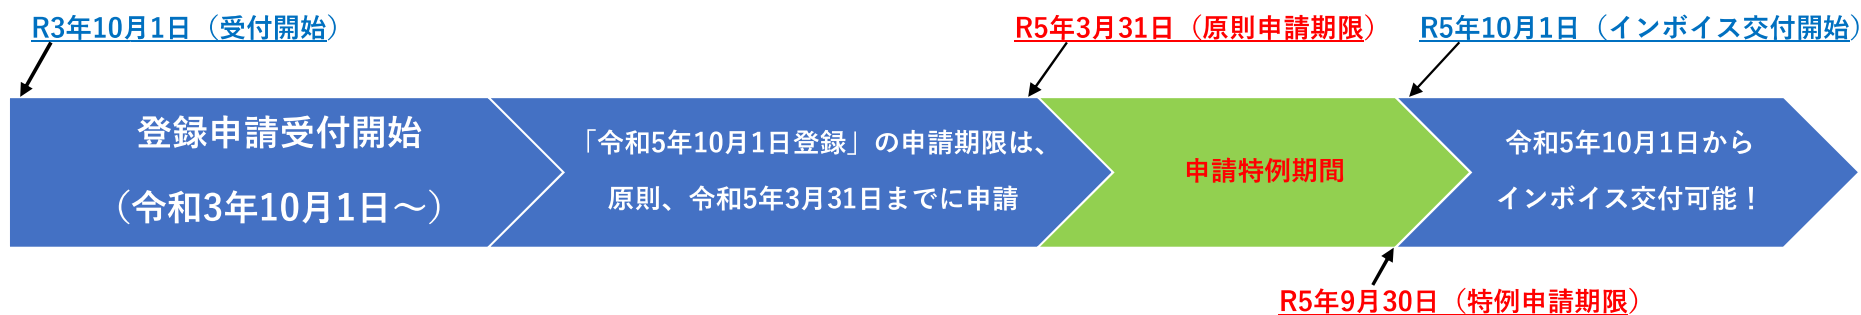 R3年10月1日（受付開始）
R5年3月31日（原則申請期限）
R5年10月1日（インボイス交付開始）
登録申請受付開始
（令和3年10月1日～）
「令和5年10月1日登録」の申請期限は、
原則、令和5年3月31日までに申請
申請特例期間
令和5年10月1日から
インボイス交付可能！
R5年9月30日（特例申請期限）